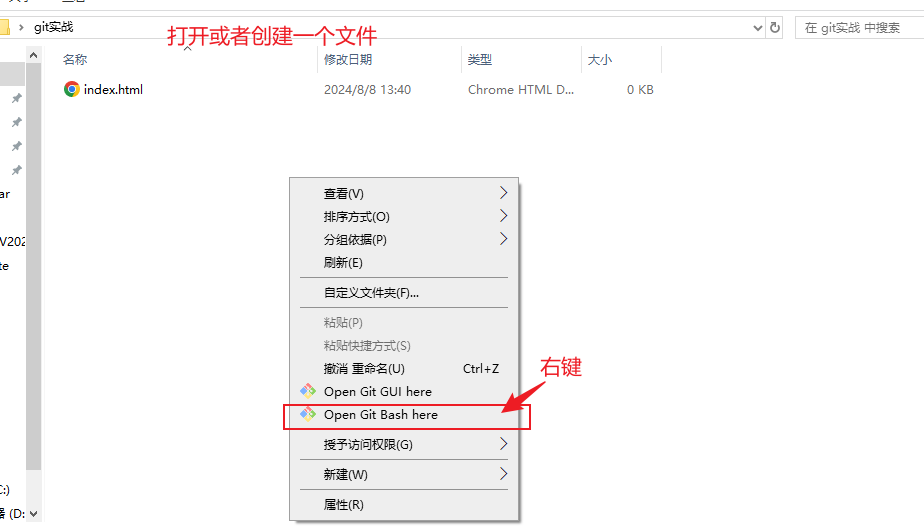 git实战
在 git实战 中搜索
打开或者创建一个文件
名称
修改日期
类型
大小
index.html
2024/8/8 13:40
Chrome HTML D...
0 KB
ar
V202
te
C:)
器 (D:
查看(V)
排序方式(O)
分组依据(P)
刷新(E)
自定义文件夹(F)...
粘贴(P)
粘贴快捷方式(S)
撤消 重命名(U) Ctrl+Z
右键
Open Git GUI here
Open Git Bash here
授予访问权限(G)
新建(W)
属性(R)